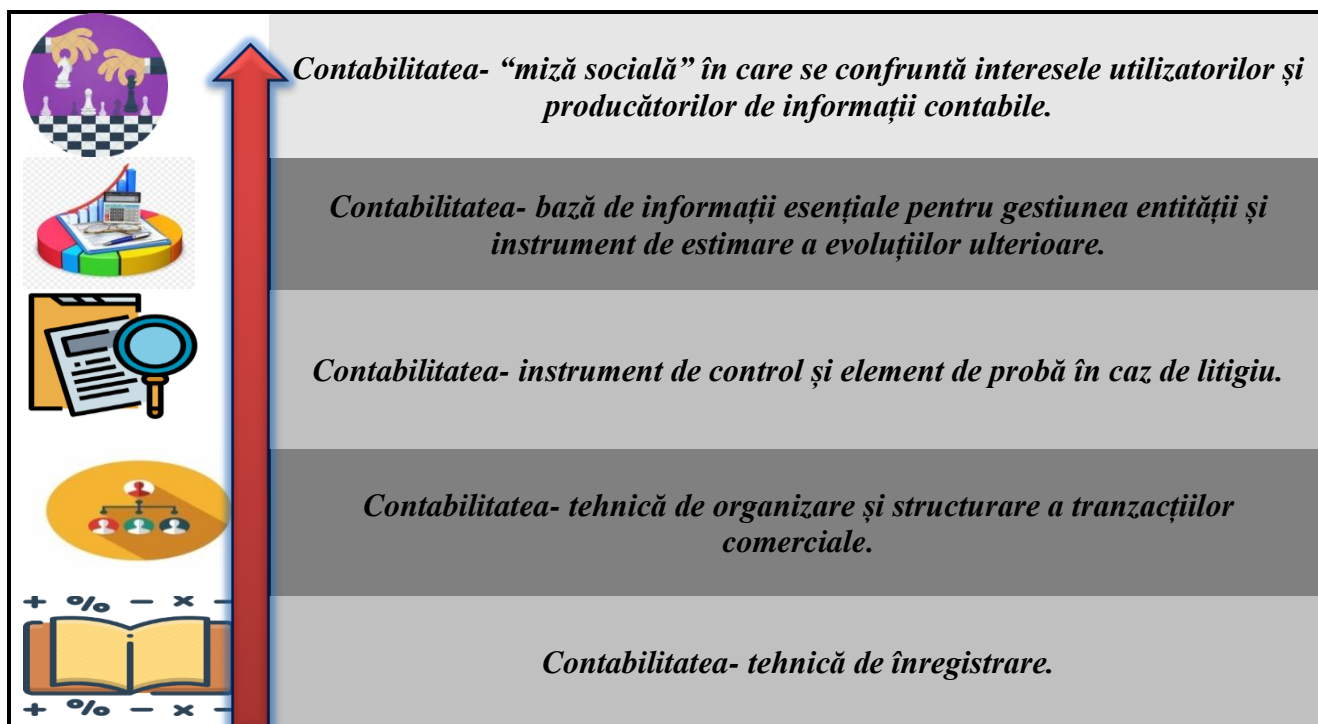 Contabilitatea- “miză socială” în care se confruntă interesele utilizatorilor și
producătorilor de informații contabile.
Contabilitatea- bază de informații esențiale pentru gestiunea entității și
instrument de estimare a evoluțiilor ulterioare.
Contabilitatea- instrument de control și element de probă în caz de litigiu.
Contabilitatea- tehnică de organizare și structurare a tranzacțiilor
comerciale.
+ % − × −
Contabilitatea- tehnică de înregistrare.
+ % − × −